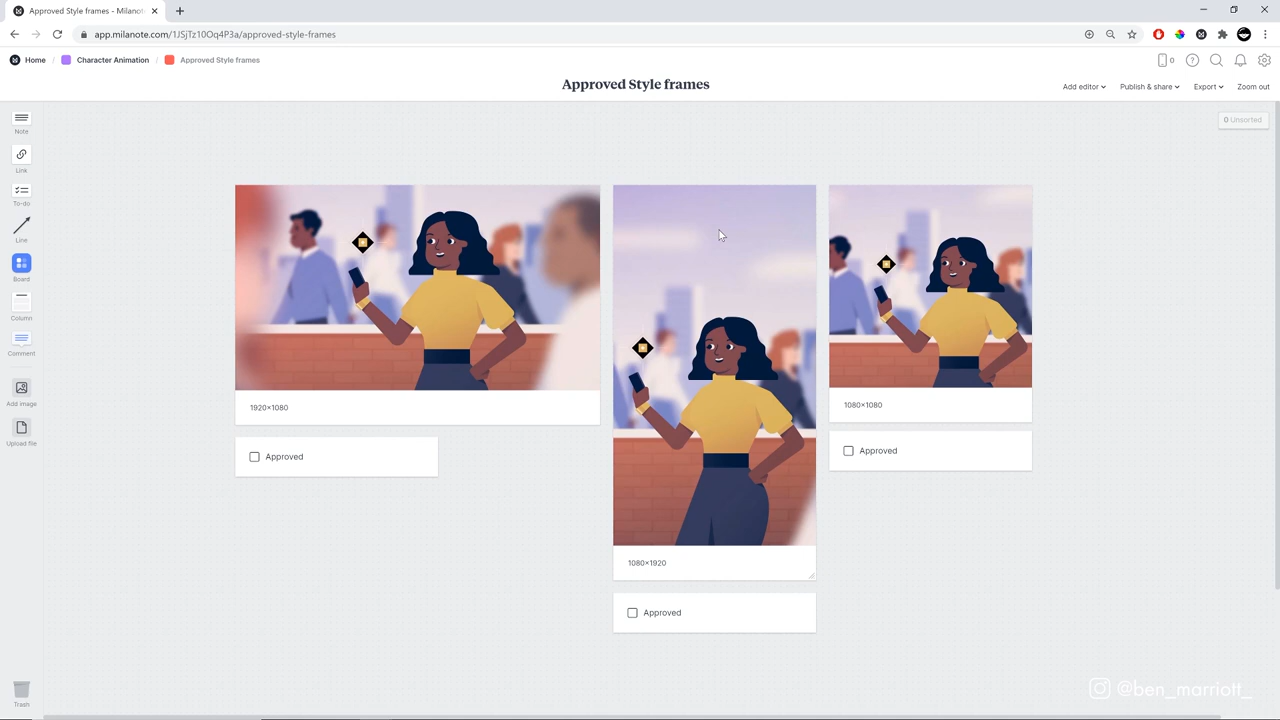 Approved Style frames - Milanot
app.milanote.com/1JSjTz10Oq4P3a/approved-style-frames
Home / Character Animation / Approved Style frames
0
Approved Style frames
Add editor
Publish & share
Export
Zoom out
0 Unsorted
Note
Link
To-do
Line
Board
Column
Comment
Add image
Upload file
Trash
1920×1080
Approved
1080×1920
Approved
1080×1080
Approved
@ben_marriott_